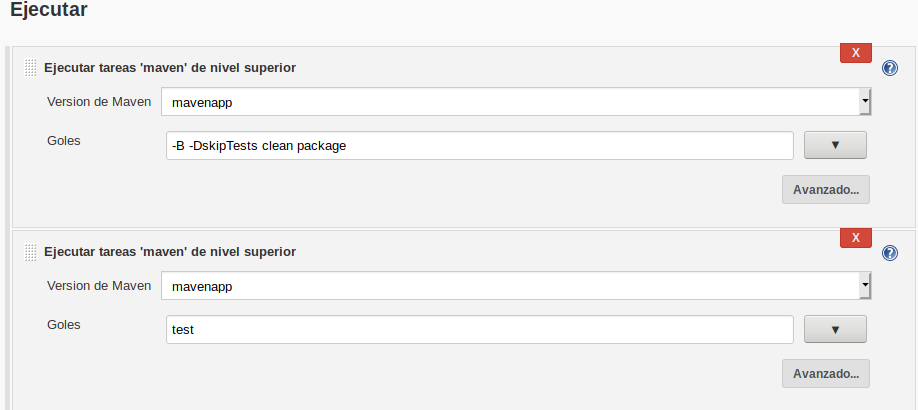 Ejecutar
X
Ejecutar tareas 'maven' de nivel superior
?
Version de Maven mavenapp
Goles -B -DskipTests clean package ▼
Avanzado...
X
Ejecutar tareas 'maven' de nivel superior
?
Version de Maven mavenapp
Goles test ▼
Avanzado...